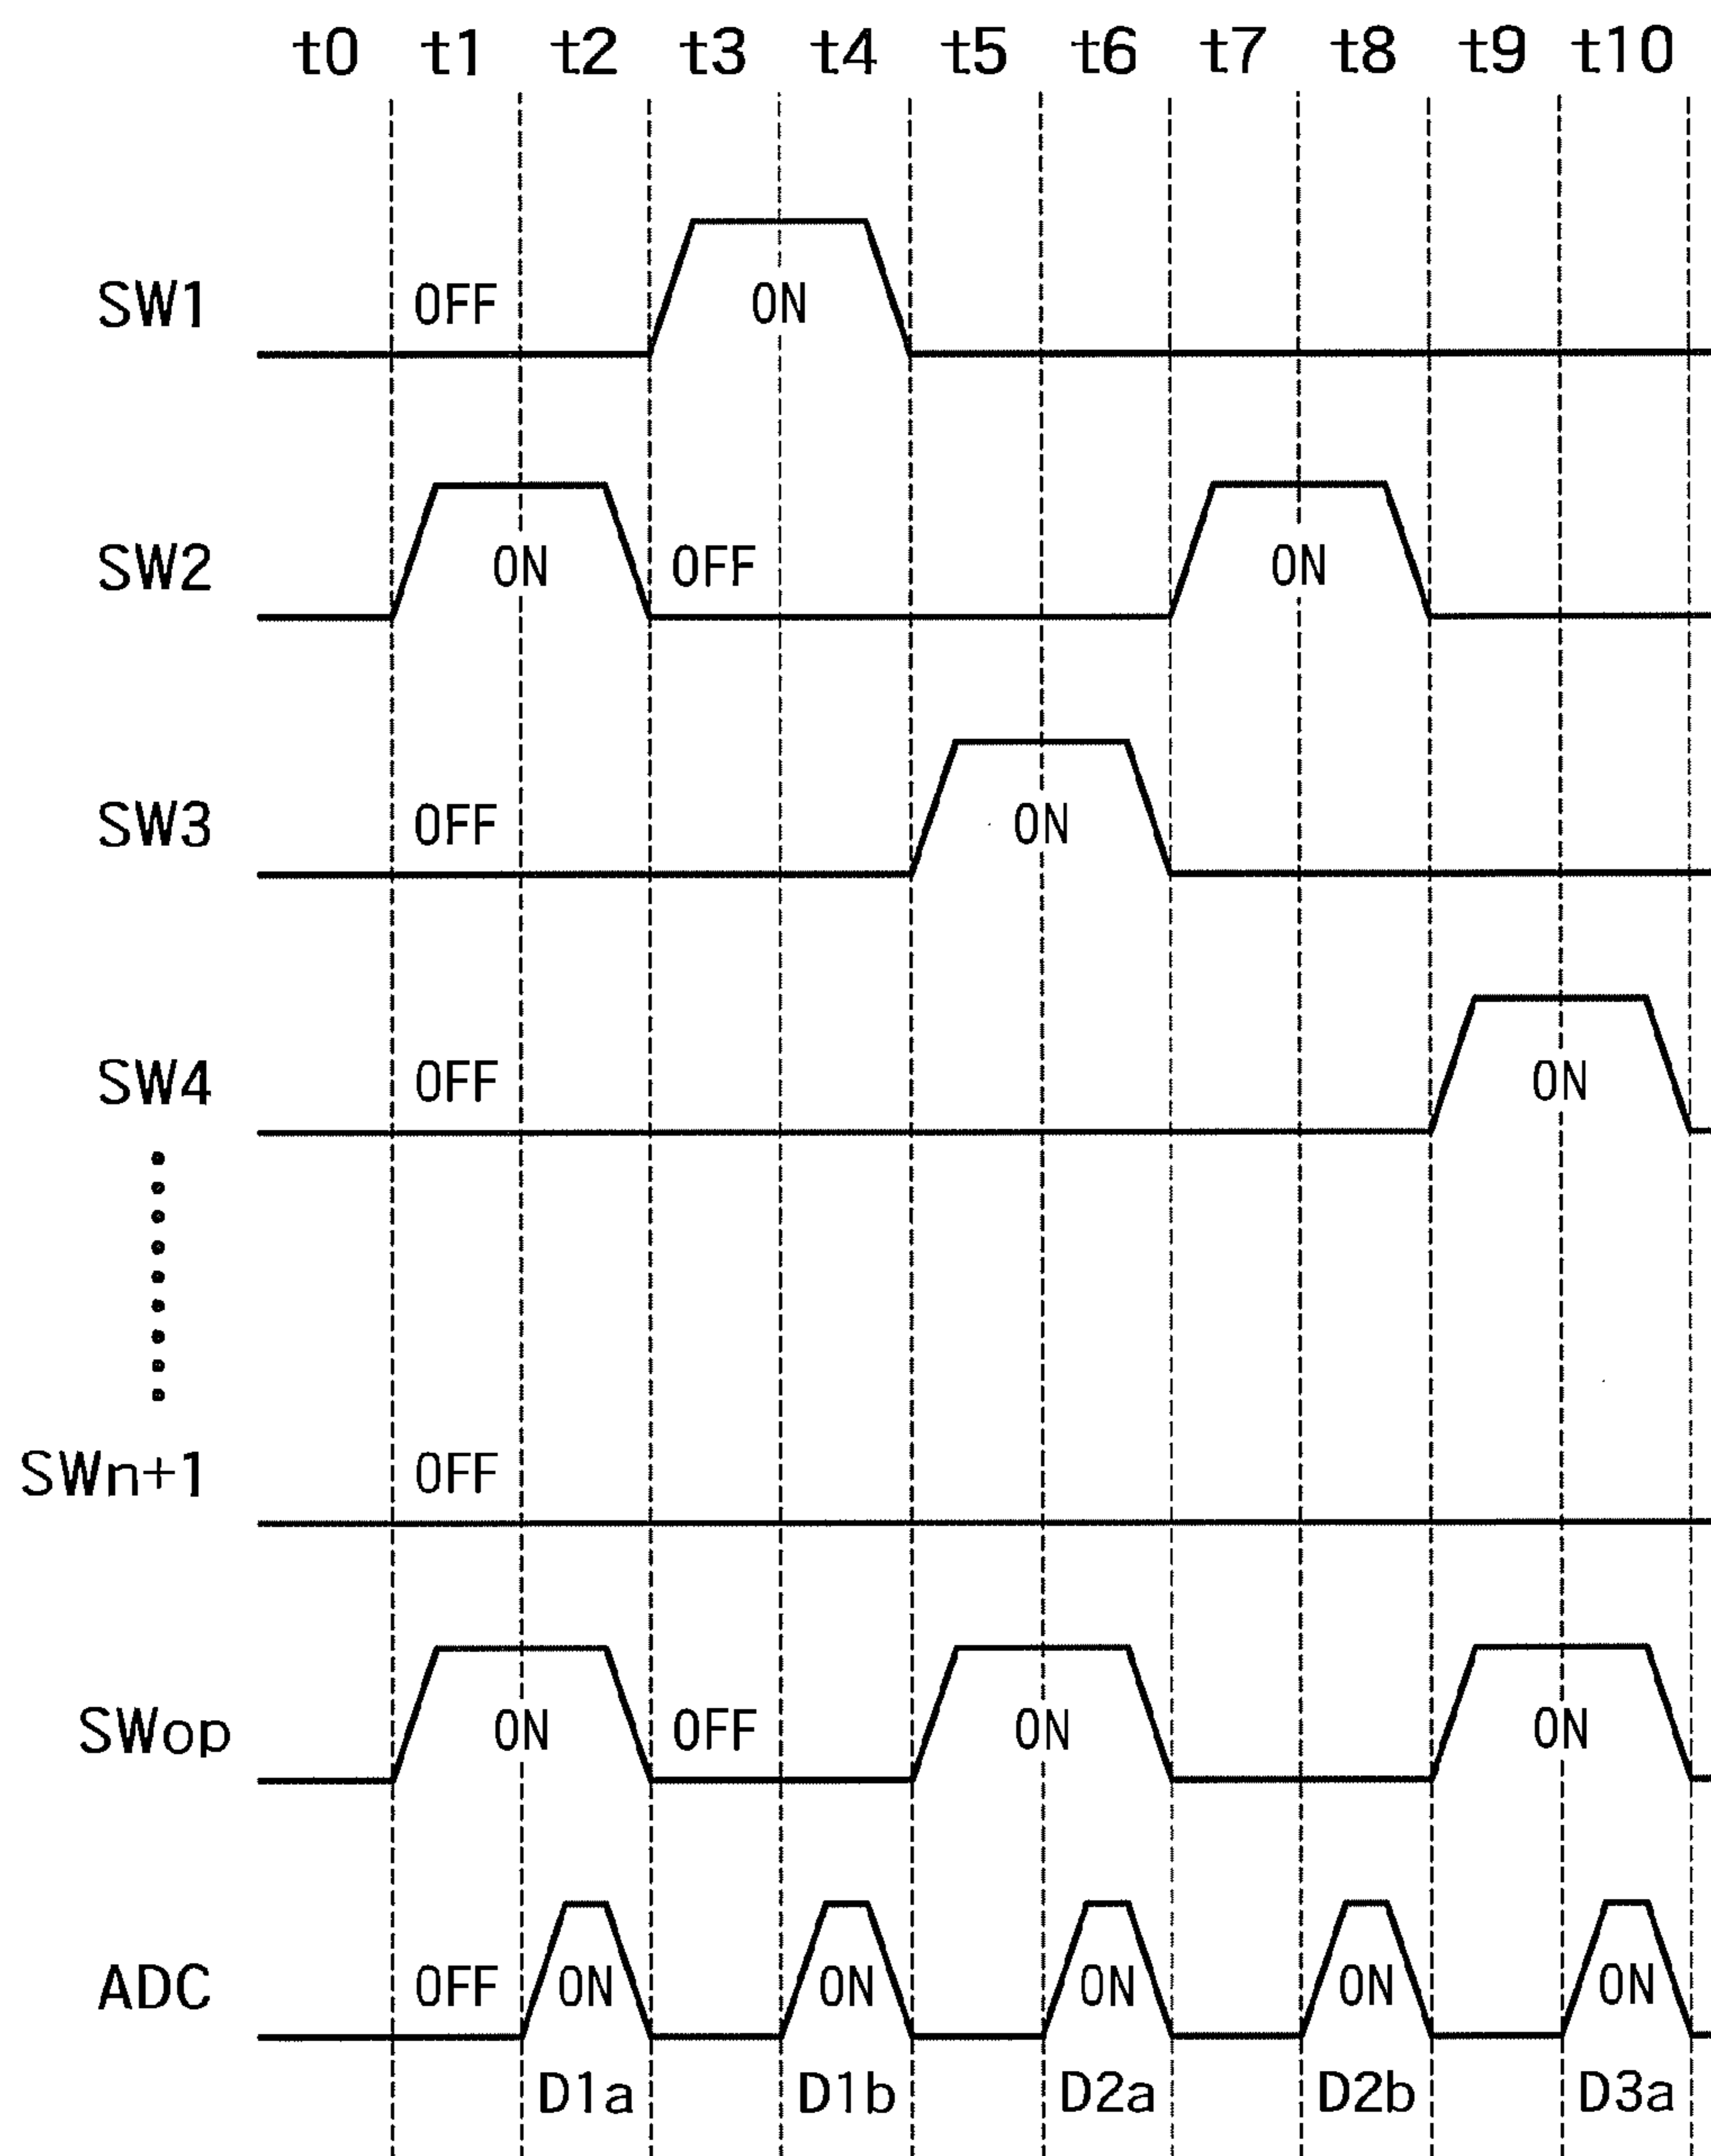 t0 t1 t2 t3 t4 t5 t6 t7 t8 t9 t10
SW1 OFF ON
SW2 ON OFF ON
SW3 OFF ON
SW4 OFF ON
SWn+1 OFF
SWop ON OFF ON ON
ADC OFF ON ON ON ON ON
D1a D1b D2a D2b D3a